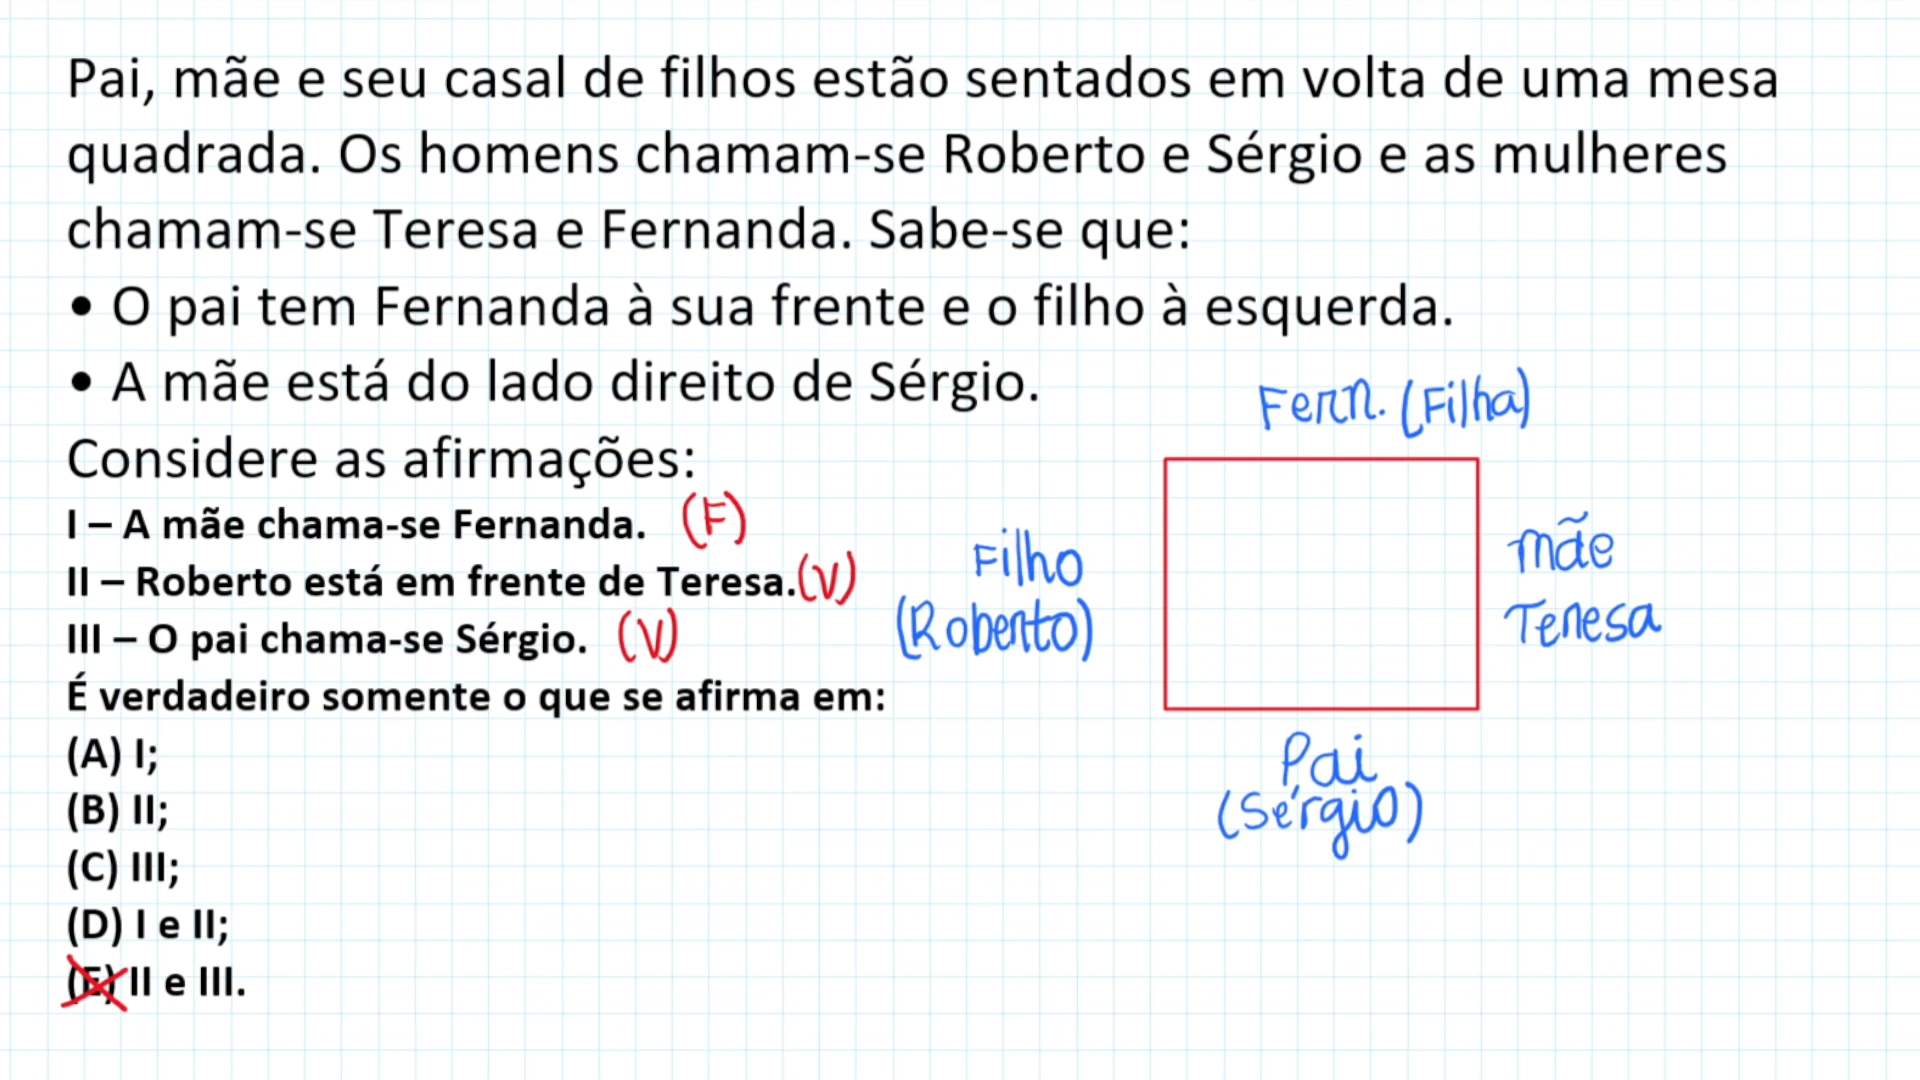 Pai, mãe e seu casal de filhos estão sentados em volta de uma mesa
quadrada. Os homens chamam-se Roberto e Sérgio e as mulheres
chamam-se Teresa e Fernanda. Sabe-se que:
• O pai tem Fernanda à sua frente e o filho à esquerda.
• A mãe está do lado direito de Sérgio.
Considere as afirmações:
I – A mãe chama-se Fernanda. (F)
II – Roberto está em frente de Teresa. (V)
III – O pai chama-se Sérgio. (V)
É verdadeiro somente o que se afirma em:
(A) I;
(B) II;
(C) III;
(D) I e II;
(E) II e III.
Fern. (Filha)
Filho
(Roberto)
mãe
Teresa
Pai
(Sérgio)